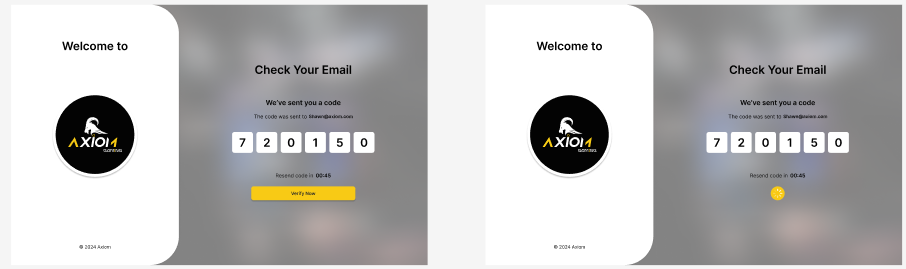 Welcome to
AXIOM
© 2024 Axiom
Check Your Email
We've sent you a code
The code was sent to Shawn@axiom.com
7 2 0 1 5 0
Resend code in 00:45
Verify Now
Welcome to
AXIOM
© 2024 Axiom
Check Your Email
We've sent you a code
The code was sent to Shawn@axiom.com
7 2 0 1 5 0
Resend code in 00:45